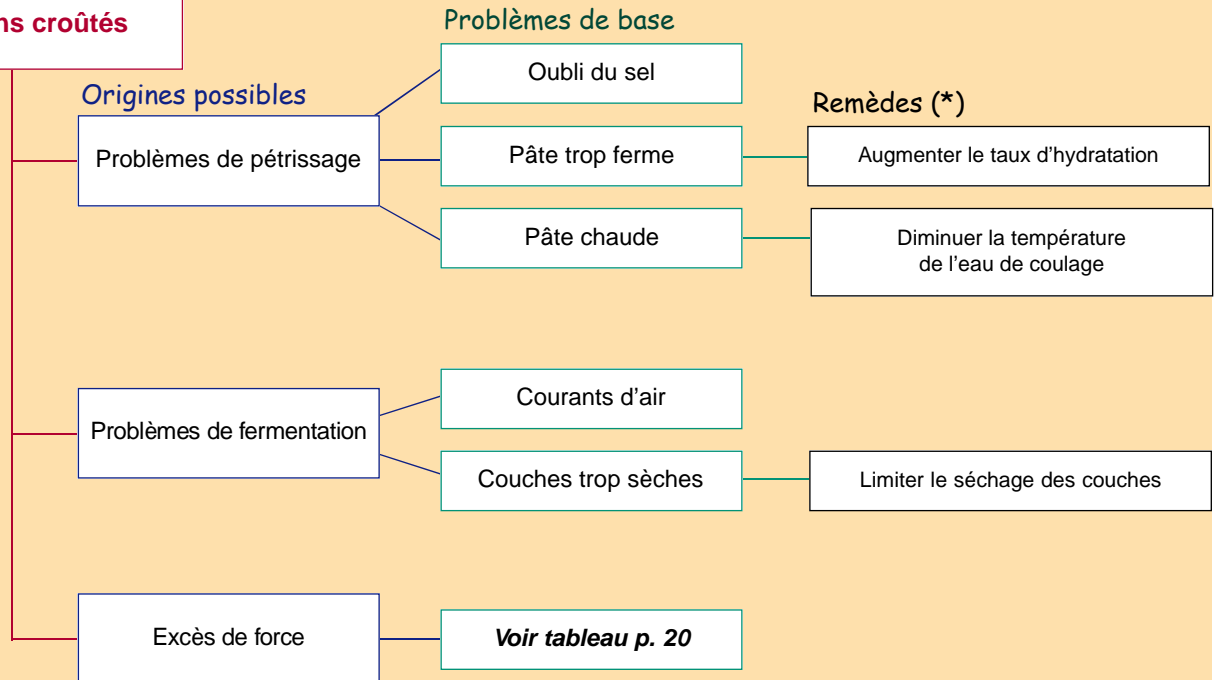 ns croûtés
Problèmes de base
Origines possibles
Oubli du sel
Remèdes (*)
Problèmes de pétrissage
Pâte trop ferme
Augmenter le taux d’hydratation
Pâte chaude
Diminuer la température
de l’eau de coulage
Problèmes de fermentation
Courants d’air
Couches trop sèches
Limiter le séchage des couches
Excès de force
Voir tableau p. 20